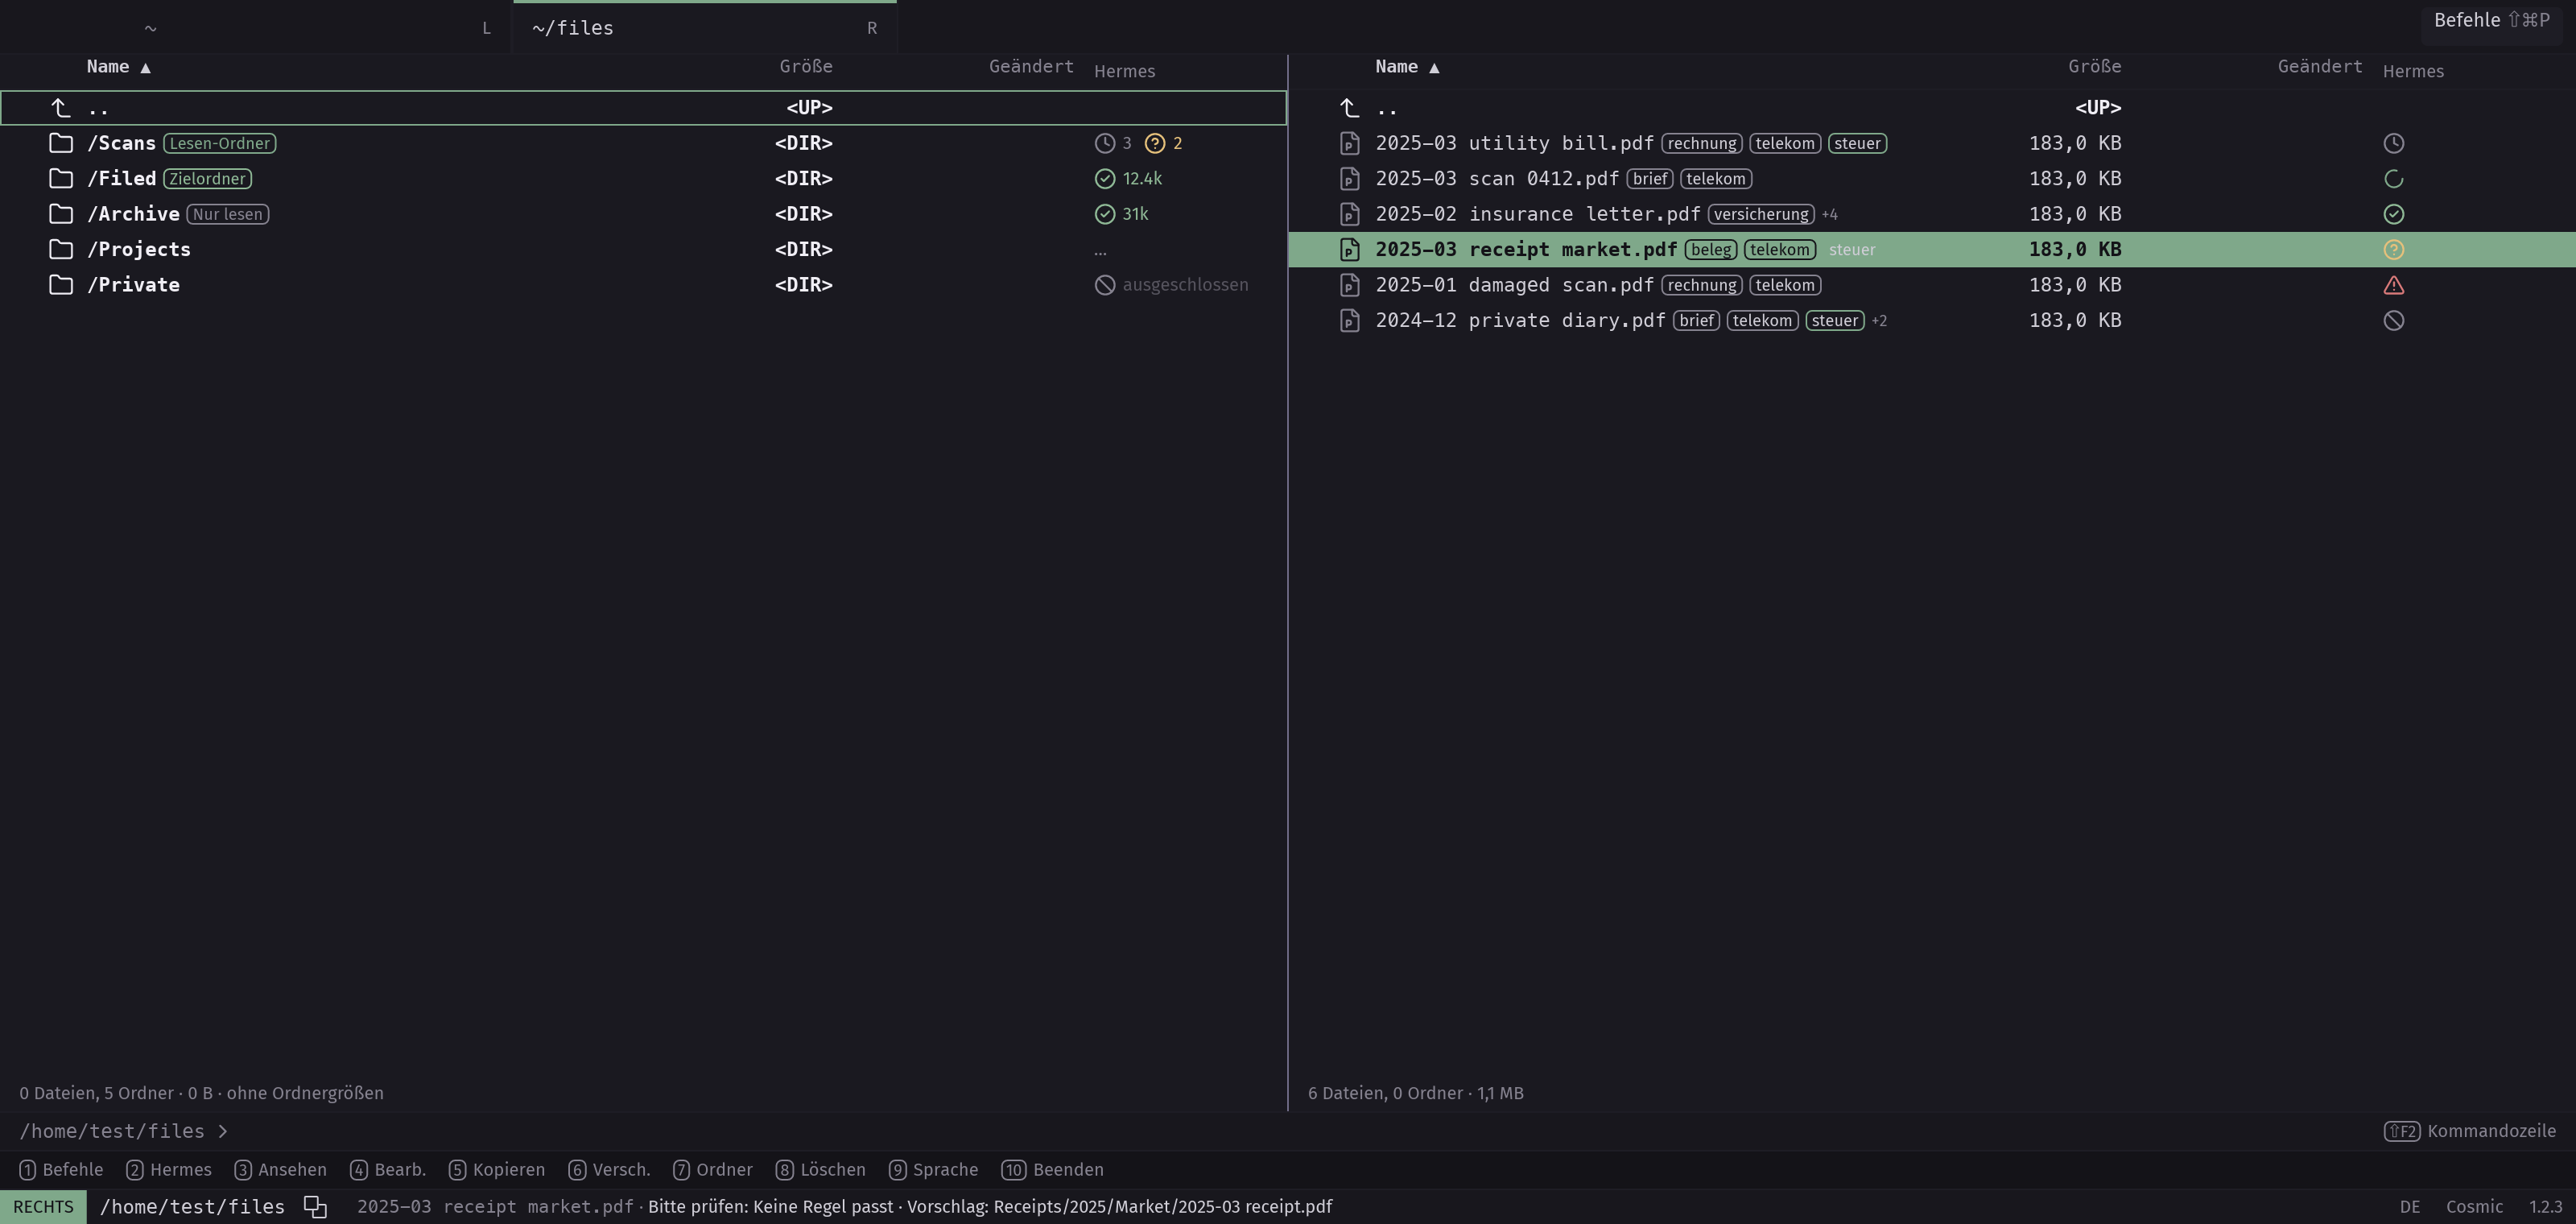 ~ L ~/files R Befehle ⇧⌘P
Name ▲ Größe Geändert Hermes
.. <UP>
/Scans Lesen-Ordner <DIR> 3 2
/Filed Zielordner <DIR> 12.4k
/Archive Nur lesen <DIR> 31k
/Projects <DIR> ...
/Private <DIR> ausgeschlossen
0 Dateien, 5 Ordner · 0 B · ohne Ordnergrößen
Name ▲ Größe Geändert Hermes
.. <UP>
2025-03 utility bill.pdf rechnung telekom steuer 183,0 KB
2025-03 scan 0412.pdf brief telekom 183,0 KB
2025-02 insurance letter.pdf versicherung +4 183,0 KB
2025-03 receipt market.pdf beleg telekom steuer 183,0 KB
2025-01 damaged scan.pdf rechnung telekom 183,0 KB
2024-12 private diary.pdf brief telekom steuer +2 183,0 KB
6 Dateien, 0 Ordner · 1,1 MB
/home/test/files > ⇧F2 Kommandozeile
1 Befehle 2 Hermes 3 Ansehen 4 Bearb. 5 Kopieren 6 Versch. 7 Ordner 8 Löschen 9 Sprache 10 Beenden
RECHTS /home/test/files 2025-03 receipt market.pdf · Bitte prüfen: Keine Regel passt · Vorschlag: Receipts/2025/Market/2025-03 receipt.pdf DE Cosmic 1.2.3